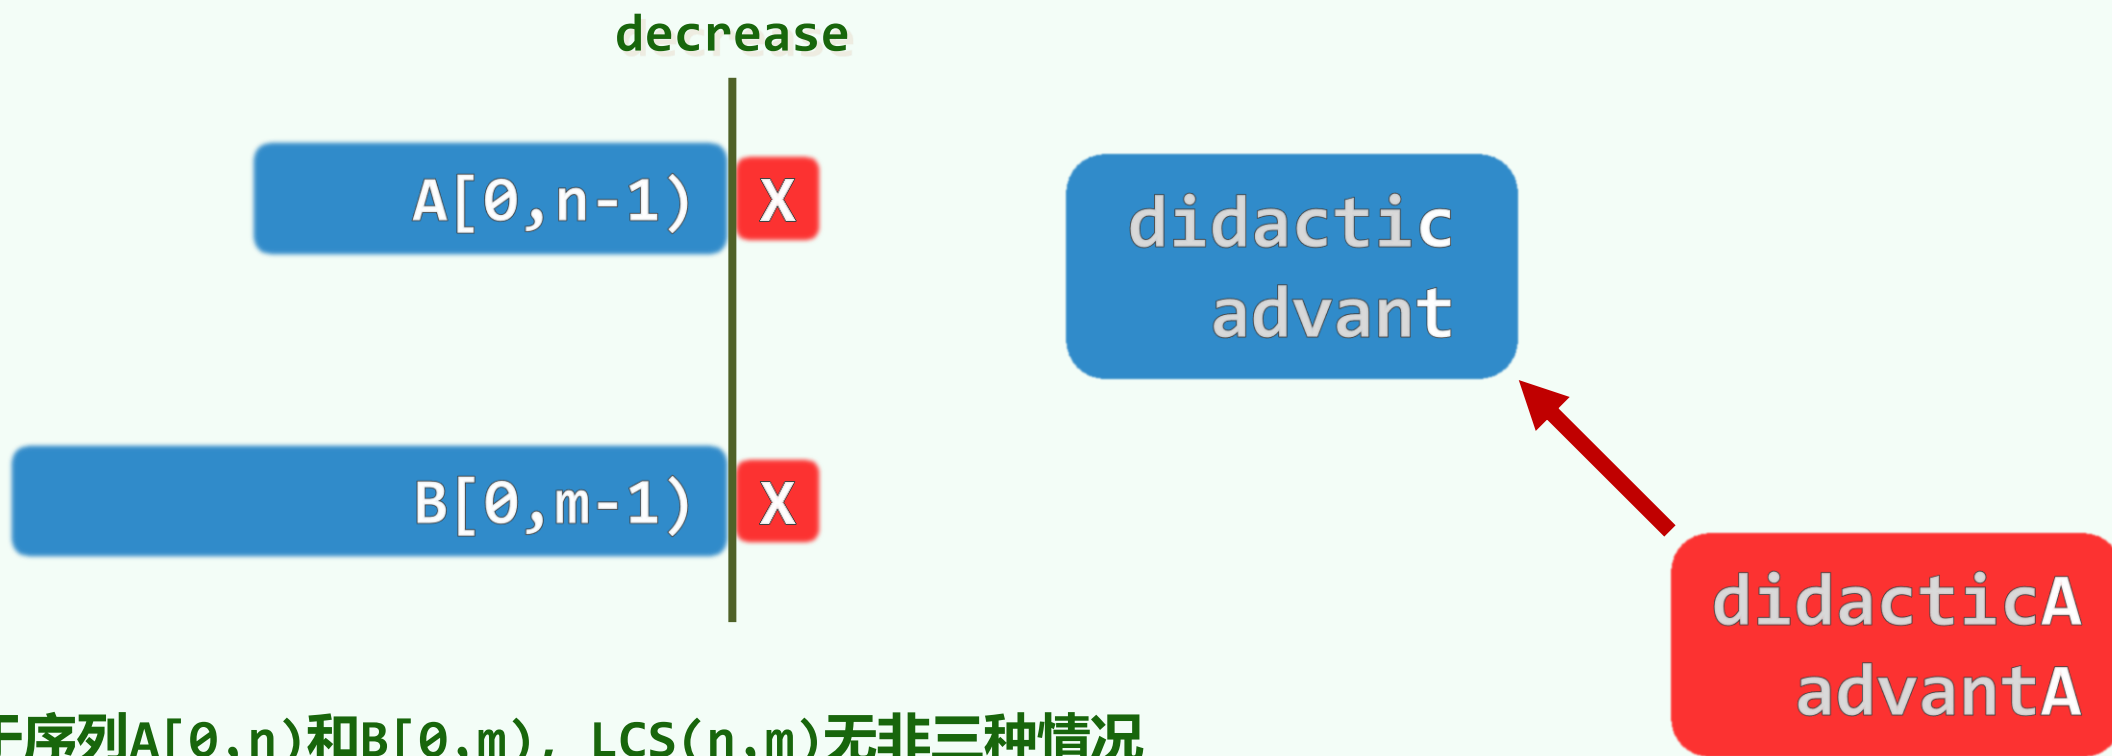 decrease
A[0,n-1) X
didactic
advant
B[0,m-1) X
didacticA
advantA
于序列A[0,n)和B[0,m), LCS(n,m)无非三种情况